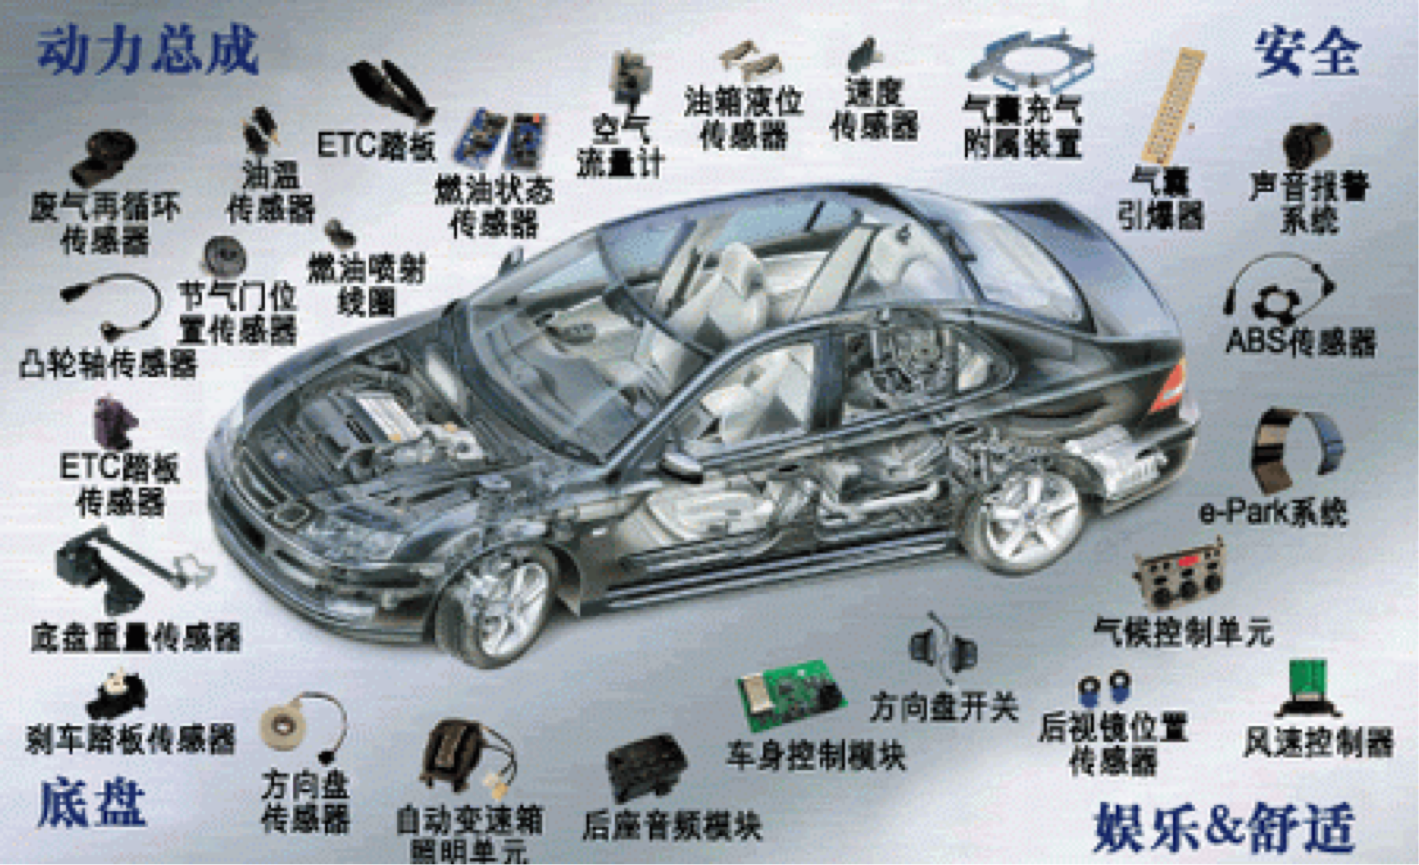 动力总成
安全
ETC踏板
空气
流量计
油箱液位
传感器
速度
传感器
气囊充气
附属装置
气囊
引爆器
声音报警
系统
油温
传感器
燃油状态
传感器
废气再循环
传感器
节气门位
置传感器
燃油喷射
线圈
凸轮轴传感器
ABS传感器
ETC踏板
传感器
e-Park系统
底盘重量传感器
气候控制单元
刹车踏板传感器
方向盘
传感器
自动变速箱
照明单元
后座音频模块
车身控制模块
方向盘开关
后视镜位置
传感器
风速控制器
底盘
娱乐&舒适